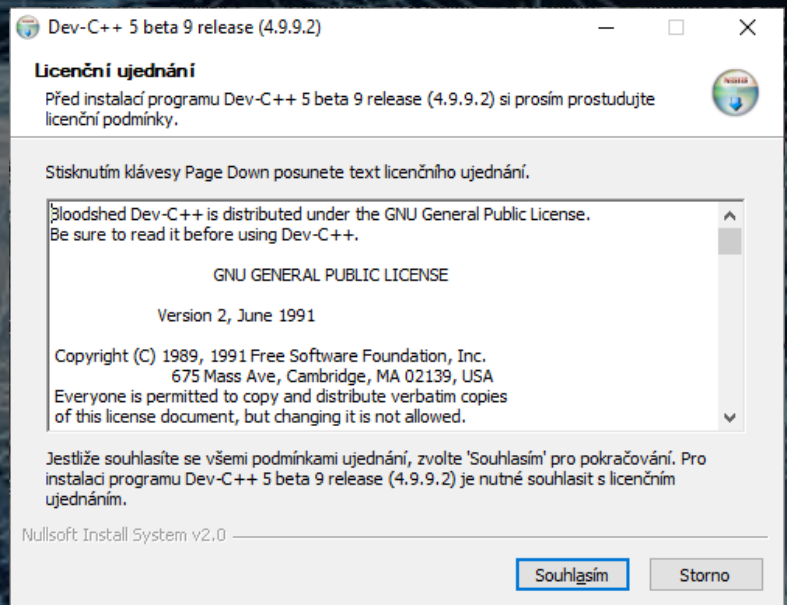 Dev-C++ 5 beta 9 release (4.9.9.2)
Licenční ujednání
Před instalací programu Dev-C++ 5 beta 9 release (4.9.9.2) si prosím prostudujte
licenční podmínky.
NSIS
Stisknutím klávesy Page Down posunete text licenčního ujednání.
Bloodshed Dev-C++ is distributed under the GNU General Public License.
Be sure to read it before using Dev-C++.
GNU GENERAL PUBLIC LICENSE
Version 2, June 1991
Copyright (C) 1989, 1991 Free Software Foundation, Inc.
675 Mass Ave, Cambridge, MA 02139, USA
Everyone is permitted to copy and distribute verbatim copies
of this license document, but changing it is not allowed.
Jestliže souhlasíte se všemi podmínkami ujednání, zvolte 'Souhlasím' pro pokračování. Pro
instalaci programu Dev-C++ 5 beta 9 release (4.9.9.2) je nutné souhlasit s licenčním
ujednáním.
Nullsoft Install System v2.0
Souhlasím
Storno